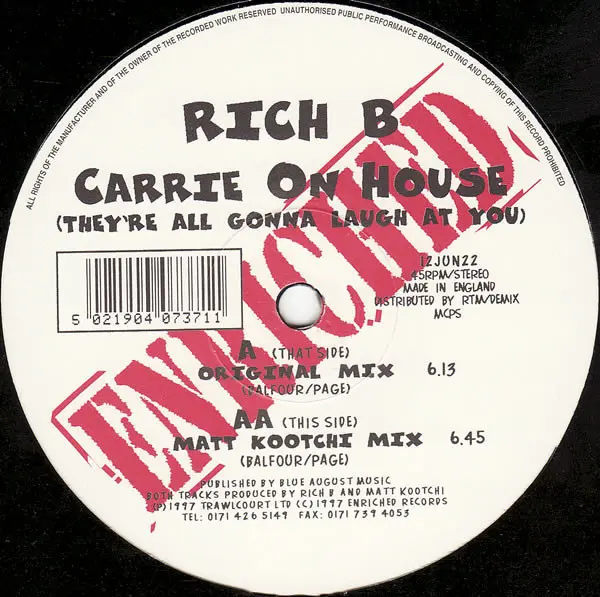 ALL RIGHTS OF THE MANUFACTURER AND OF THE OWNER OF THE RECORDED WORK RESERVED UNAUTHORISED PUBLIC PERFORMANCE BROADCASTING AND COPYING OF THIS RECORD PROHIBITED
RICH B
CARRIE ON HOUSE
(THEY'RE ALL GONNA LAUGH AT YOU)
ENRICHED
5 021904 073711
12JUN22
45RPM/STEREO
MADE IN ENGLAND
DISTRIBUTED BY RTM/DEMIX
MCPS
A (THAT SIDE)
ORIGINAL MIX 6.13
(BALFOUR/PAGE)
AA (THIS SIDE)
MATT KOOTCHI MIX 6.45
(BALFOUR/PAGE)
PUBLISHED BY BLUE AUGUST MUSIC
BOTH TRACKS PRODUCED BY RICH B AND MATT KOOTCHI
(P)1997 TRAWLCOURT LTD (C)1997 ENRICHED RECORDS
TEL: 0171 426 5149 FAX: 0171 739 4053